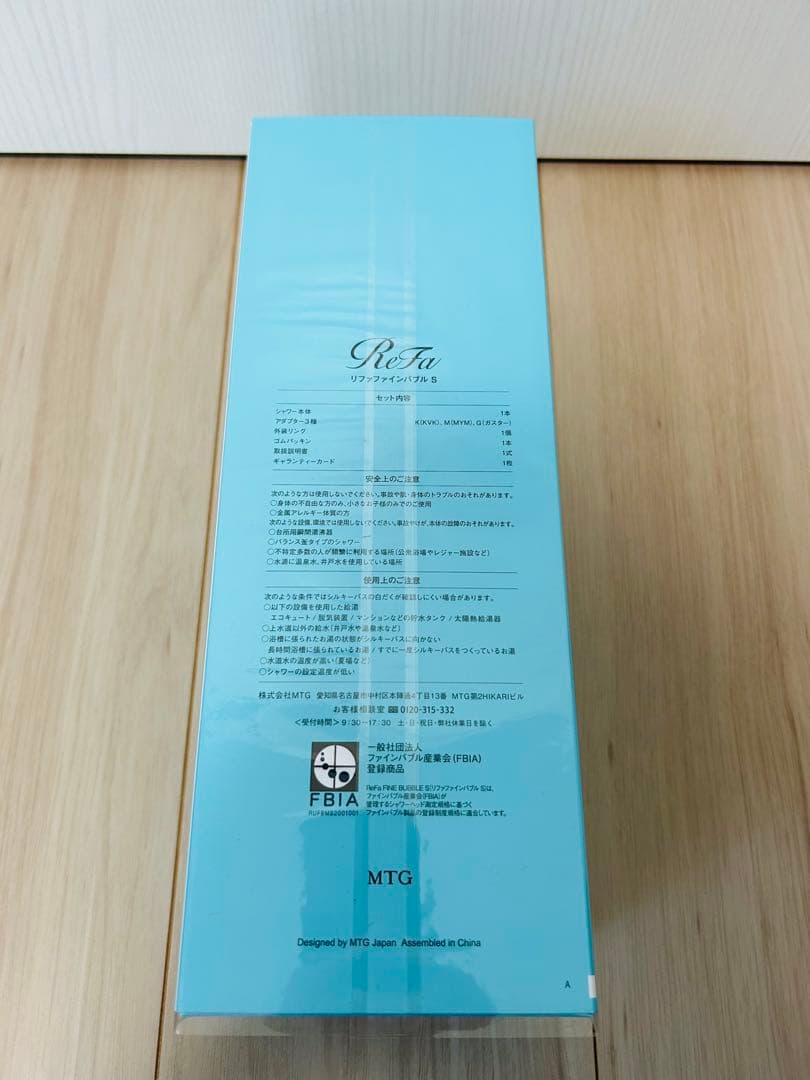 ReFa
リファファインバブル S
セット内容
シャワー本体 1本
アダプター3種 K(KVK)、M(MYM)、G(ガスター)
外装リング 1個
ゴムパッキン 1本
取扱説明書 1式
ギャランティーカード 1枚
安全上のご注意
次のような方は使用しないでください。事故や肌・身体のトラブルのおそれがあります。
○身体の不自由な方のみ、小さなお子様のみでのご使用
○金属アレルギー体質の方
次のような設備、環境では使用しないでください。事故やけが、本体の故障のおそれがあります。
○台所用瞬間湯沸器
○バランス釜タイプのシャワー
○不特定多数の人が頻繁に利用する場所(公衆浴場やレジャー施設など)
○水源に温泉水、井戸水を使用している場所
使用上のご注意
次のような条件ではシルキーバスの白だくが確認しにくい場合があります。
○以下の設備を使用した給湯
エコキュート/脱気装置/マンションなどの貯水タンク/太陽熱給湯器
○上水道以外の給水(井戸水や温泉水など)
○浴槽に張られたお湯の状態がシルキーバスに向かない
長時間浴槽に張られているお湯/すでに一度シルキーバスをつくっているお湯
○水道水の温度が高い(夏場など)
○シャワーの設定温度が低い
株式会社MTG 愛知県名古屋市中村区本陣通4丁目13番 MTG第2HIKARIビル
お客様相談室 0120-315-332
<受付時間> 9:30〜17:30 土・日・祝日・弊社休業日を除く
一般社団法人
ファインバブル産業会(FBIA)
登録商品
FBIA
RUFBMB2001001
ReFa FINE BUBBLE S(リファファインバブル S)は、
ファインバブル産業会(FBIA)が
管理するシャワーヘッド測定規格に基づく
ファインバブル製品の登録制度規格に適合しています。
MTG
Designed by MTG Japan Assembled in China
A